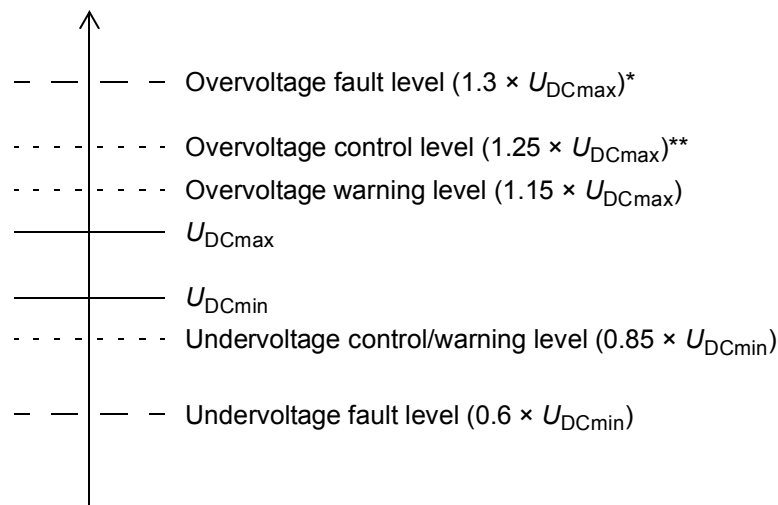 Overvoltage fault level (1.3 × UDCmax)*
Overvoltage control level (1.25 × UDCmax)**
Overvoltage warning level (1.15 × UDCmax)
UDCmax
UDCmin
Undervoltage control/warning level (0.85 × UDCmin)
Undervoltage fault level (0.6 × UDCmin)